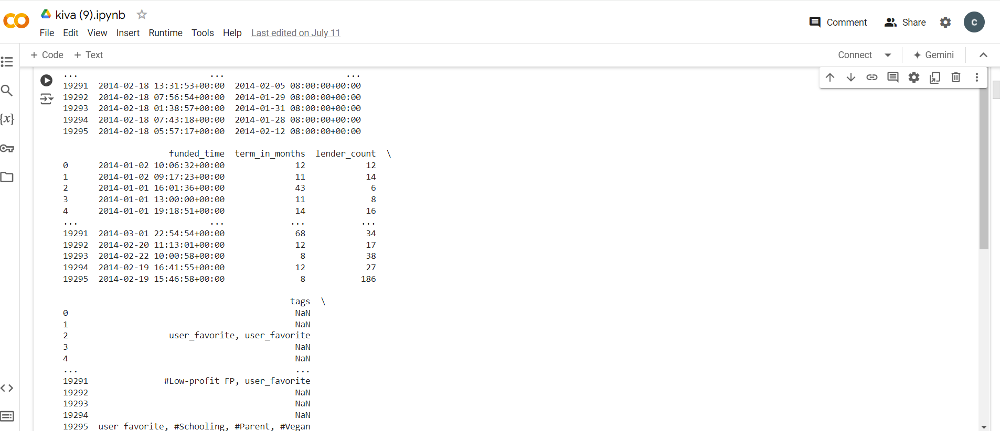 kiva (9).ipynb
Comment Share C
File Edit View Insert Runtime Tools Help Last edited on July 11
+ Code + Text Connect Gemini
... ... ...
19291 2014-02-18 13:31:53+00:00 2014-02-05 08:00:00+00:00
19292 2014-02-18 07:56:54+00:00 2014-01-29 08:00:00+00:00
19293 2014-02-18 01:38:57+00:00 2014-01-31 08:00:00+00:00
19294 2014-02-18 07:43:18+00:00 2014-01-28 08:00:00+00:00
19295 2014-02-18 05:57:17+00:00 2014-02-12 08:00:00+00:00
funded_time term_in_months lender_count \
0 2014-01-02 10:06:32+00:00 12 12
1 2014-01-02 09:17:23+00:00 11 14
2 2014-01-01 16:01:36+00:00 43 6
3 2014-01-01 13:00:00+00:00 11 8
4 2014-01-01 19:18:51+00:00 14 16
... ... ... ...
19291 2014-03-01 22:54:54+00:00 68 34
19292 2014-02-20 11:13:01+00:00 12 17
19293 2014-02-22 10:00:58+00:00 8 38
19294 2014-02-19 16:41:55+00:00 12 27
19295 2014-02-19 15:46:58+00:00 8 186
tags \
0 NaN
1 NaN
2 user_favorite, user_favorite
3 NaN
4 NaN
... ...
19291 #Low-profit FP, user_favorite
19292 NaN
19293 NaN
19294 NaN
19295 user_favorite, #Schooling, #Parent, #Vegan